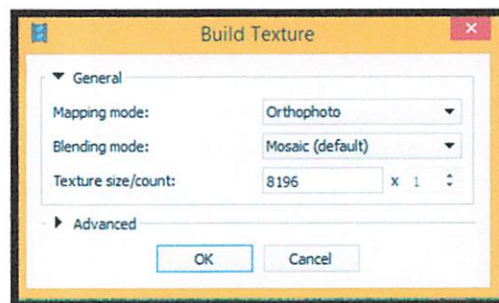 Build Texture
General
Mapping mode: Orthophoto
Blending mode: Mosaic (default)
Texture size/count: 8196 x 1
Advanced
OK Cancel